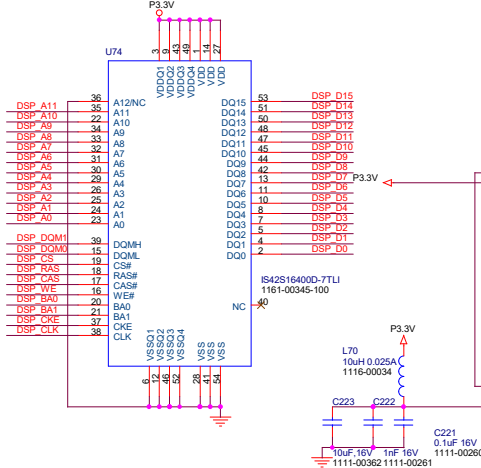 P3.3V
U74
3
9
43
49
1
14
27
VDDQ1
VDDQ2
VDDQ3
VDDQ4
VDD
VDD
VDD
36 A12/NC
DSP_A11 35 A11
DSP_A10 22 A10
DSP_A9 34 A9
DSP_A8 33 A8
DSP_A7 32 A7
DSP_A6 31 A6
DSP_A5 30 A5
DSP_A4 29 A4
DSP_A3 26 A3
DSP_A2 25 A2
DSP_A1 24 A1
DSP_A0 23 A0
DSP_DQM1 39 DQMH
DSP_DQM0 15 DQML
DSP_CS 19 CS#
DSP_RAS 18 RAS#
DSP_CAS 17 CAS#
DSP_WE 16 WE#
DSP_BA0 20 BA0
DSP_BA1 21 BA1
DSP_CKE 37 CKE
DSP_CLK 38 CLK
DQ15 53 DSP_D15
DQ14 51 DSP_D14
DQ13 50 DSP_D13
DQ12 48 DSP_D12
DQ11 47 DSP_D11
DQ10 45 DSP_D10
DQ9 44 DSP_D9
DQ8 42 DSP_D8
DQ7 13 DSP_D7
DQ6 11 DSP_D6
DQ5 10 DSP_D5
DQ4 8 DSP_D4
DQ3 7 DSP_D3
DQ2 5 DSP_D2
DQ1 4 DSP_D1
DQ0 2 DSP_D0
P3.3V
IS42S16400D-7TLI
1161-00345-100
NC 40
VSSQ1
VSSQ2
VSSQ3
VSSQ4
VSS
VSS
VSS
6
12
46
52
28
41
54
P3.3V
L70
10uH 0.025A
1116-00034
C223
C222
10uF,16V
1111-00362
1nF 16V
1111-00261
C221
0.1uF 16V
1111-00260